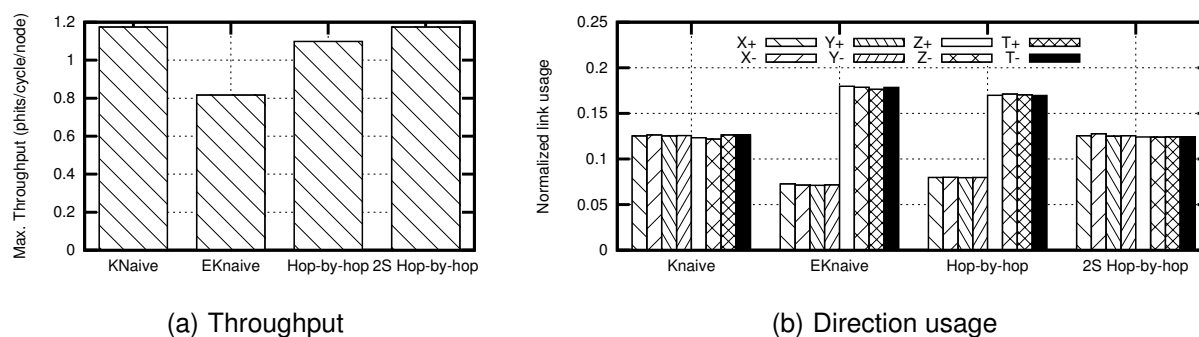 Max. Throughput (phits/cycle/node)
1.2
1
0.8
0.6
0.4
0.2
0
KNaive EKnaive Hop-by-hop 2S Hop-by-hop
(a) Throughput
Normalized link usage
0.25
0.2
0.15
0.1
0.05
0
X+ Y+ Z+ T+
X- Y- Z- T-
Knaive EKnaive Hop-by-hop 2S Hop-by-hop
(b) Direction usage